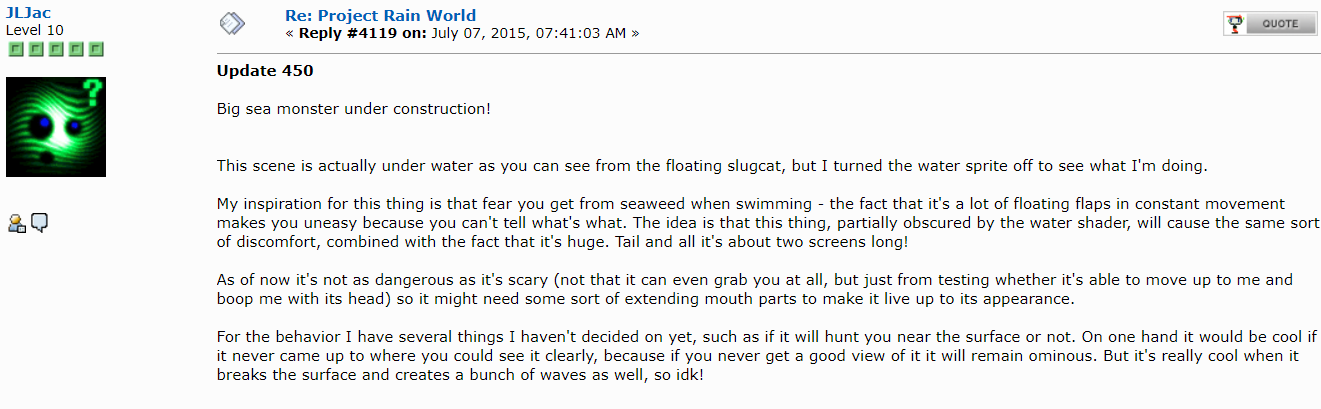 JLJac
Level 10
Re: Project Rain World
« Reply #4119 on: July 07, 2015, 07:41:03 AM »
QUOTE
Update 450
Big sea monster under construction!
This scene is actually under water as you can see from the floating slugcat, but I turned the water sprite off to see what I'm doing.
My inspiration for this thing is that fear you get from seaweed when swimming - the fact that it's a lot of floating flaps in constant movement
makes you uneasy because you can't tell what's what. The idea is that this thing, partially obscured by the water shader, will cause the same sort
of discomfort, combined with the fact that it's huge. Tail and all it's about two screens long!
As of now it's not as dangerous as it's scary (not that it can even grab you at all, but just from testing whether it's able to move up to me and
boop me with its head) so it might need some sort of extending mouth parts to make it live up to its appearance.
For the behavior I have several things I haven't decided on yet, such as if it will hunt you near the surface or not. On one hand it would be cool if
it never came up to where you could see it clearly, because if you never get a good view of it it will remain ominous. But it's really cool when it
breaks the surface and creates a bunch of waves as well, so idk!